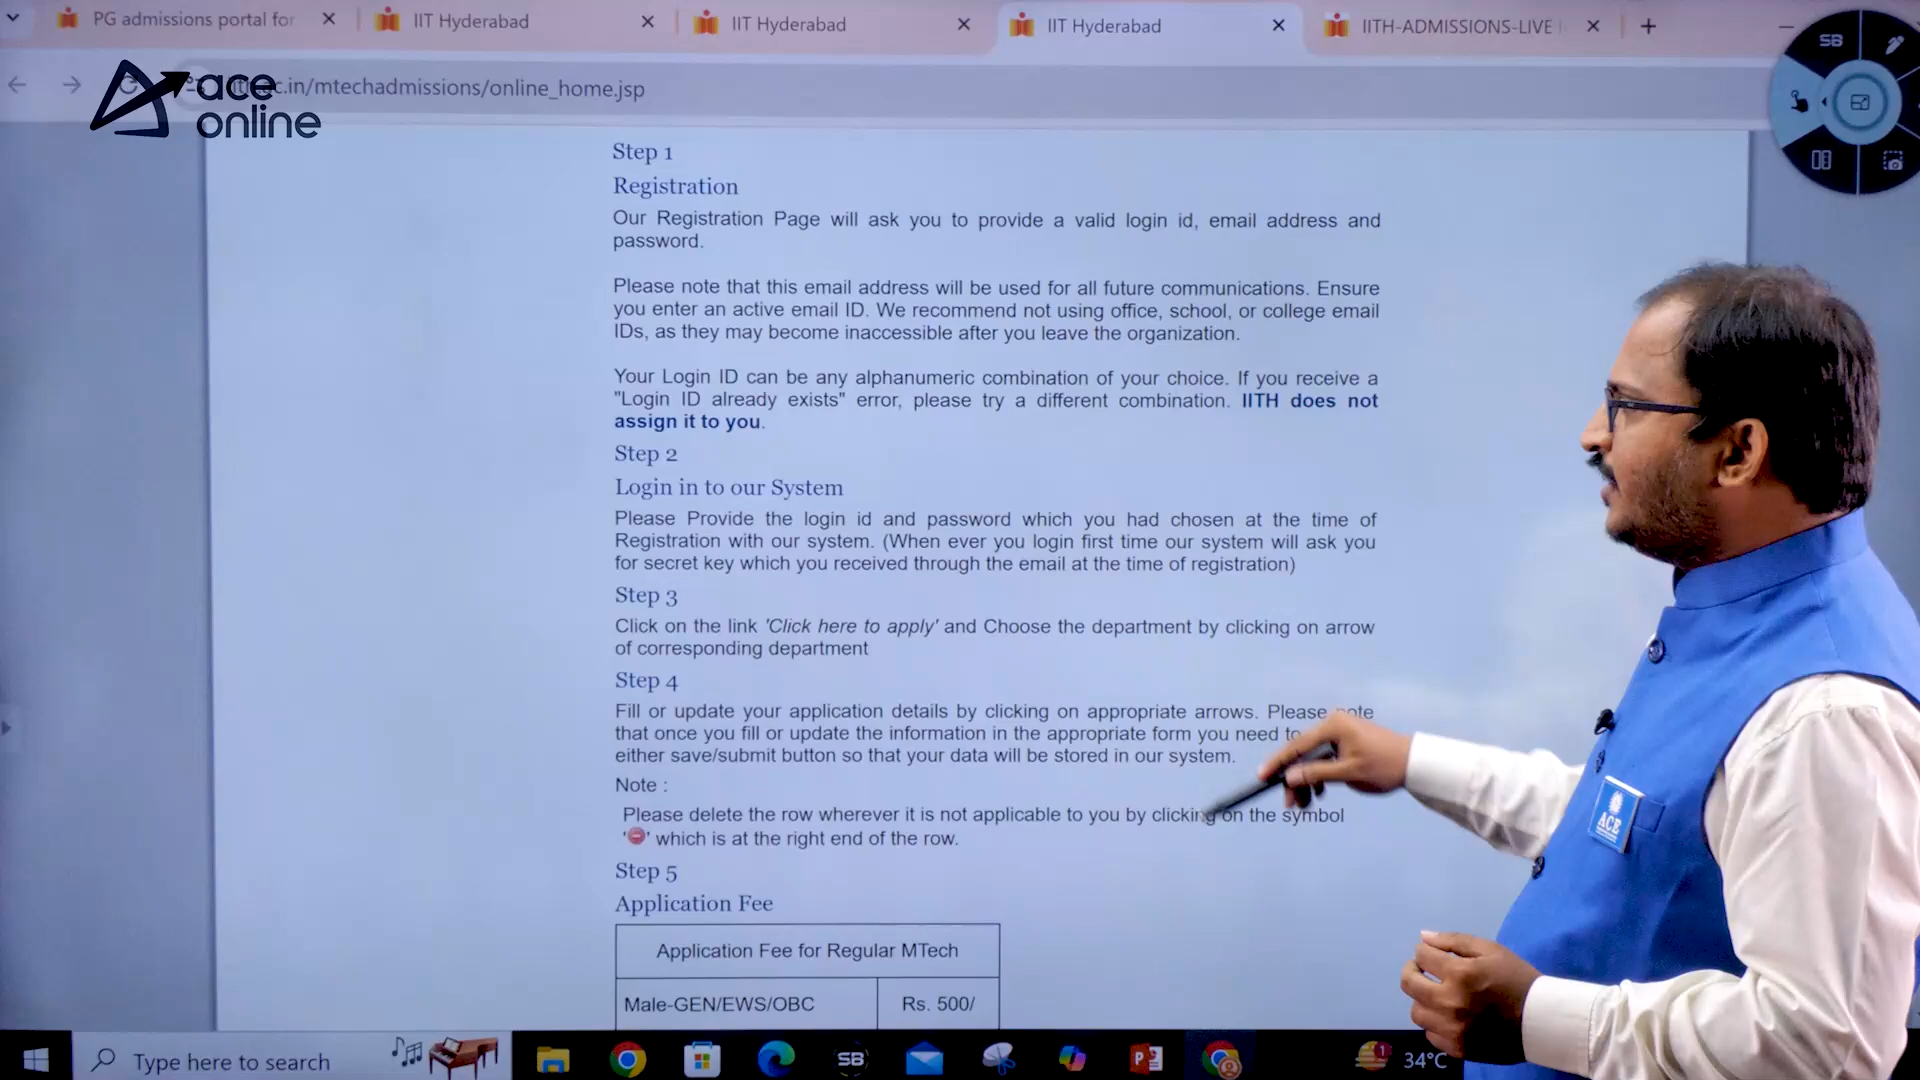 PG admissions portal for
IIT Hyderabad
IIT Hyderabad
IIT Hyderabad
IITH-ADMISSIONS-LIVE
SB
ace
online
.in/mtechadmissions/online_home.jsp
Step 1
Registration
Our Registration Page will ask you to provide a valid login id, email address and
password.
Please note that this email address will be used for all future communications. Ensure
you enter an active email ID. We recommend not using office, school, or college email
IDs, as they may become inaccessible after you leave the organization.
Your Login ID can be any alphanumeric combination of your choice. If you receive a
"Login ID already exists" error, please try a different combination. IITH does not
assign it to you.
Step 2
Login in to our System
Please Provide the login id and password which you had chosen at the time of
Registration with our system. (When ever you login first time our system will ask you
for secret key which you received through the email at the time of registration)
Step 3
Click on the link 'Click here to apply' and Choose the department by clicking on arrow
of corresponding department
Step 4
Fill or update your application details by clicking on appropriate arrows. Please note
that once you fill or update the information in the appropriate form you need to
either save/submit button so that your data will be stored in our system.
Note :
Please delete the row wherever it is not applicable to you by clicking on the symbol
' ' which is at the right end of the row.
Step 5
Application Fee
Application Fee for Regular MTech
Male-GEN/EWS/OBC Rs. 500/
ACE
Type here to search
SB
P
1
34°C